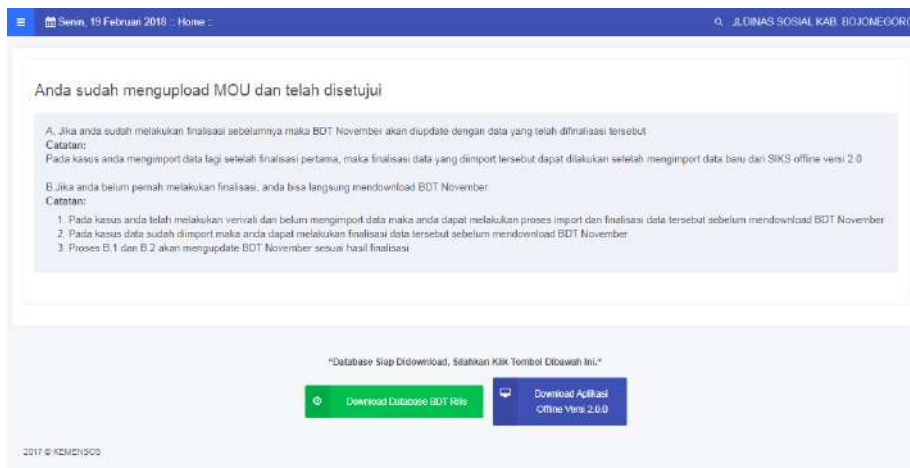 Senin, 19 Februari 2018 :: Home ::
DINAS SOSIAL KAB. BOJONEGORO
Anda sudah mengupload MOU dan telah disetujui
A. Jika anda sudah melakukan finalisasi sebelumnya maka BDT November akan diupdate dengan data yang telah difinalisasi tersebut
Catatan:
Pada kasus anda mengimport data lagi setelah finalisasi pertama, maka finalisasi data yang diimport tersebut dapat dilakukan setelah mengimport data baru dari SIKS offline versi 2.0
B.Jika anda belum pernah melakukan finalisasi, anda bisa langsung mendownload BDT November
Catatan:
1. Pada kasus anda telah melakukan verivali dan belum mengimport data maka anda dapat melakukan proses import dan finalisasi data tersebut sebelum mendownload BDT November
2. Pada kasus data sudah diimport maka anda dapat melakukan finalisasi data tersebut sebelum mendownload BDT November
3. Proses B.1 dan B.2 akan mengupdate BDT November sesuai hasil finalisasi
"Database Siap Didownload, Silahkan Klik Tombol Dibawah Ini."
Download Database BDT Rilis
Download Aplikasi
Offline Versi 2.0.0
2017 © KEMENSOS